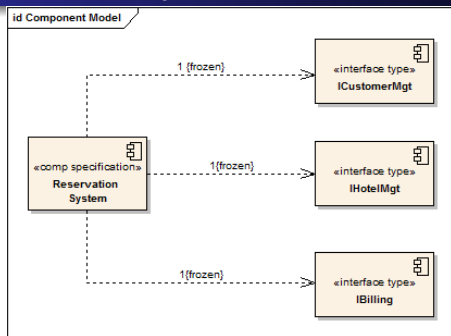 id Component Model
1 {frozen}
«interface type»
ICustomerMgt
«comp specification»
Reservation
System
1{frozen}
«interface type»
IHotelMgt
1{frozen}
«interface type»
IBilling